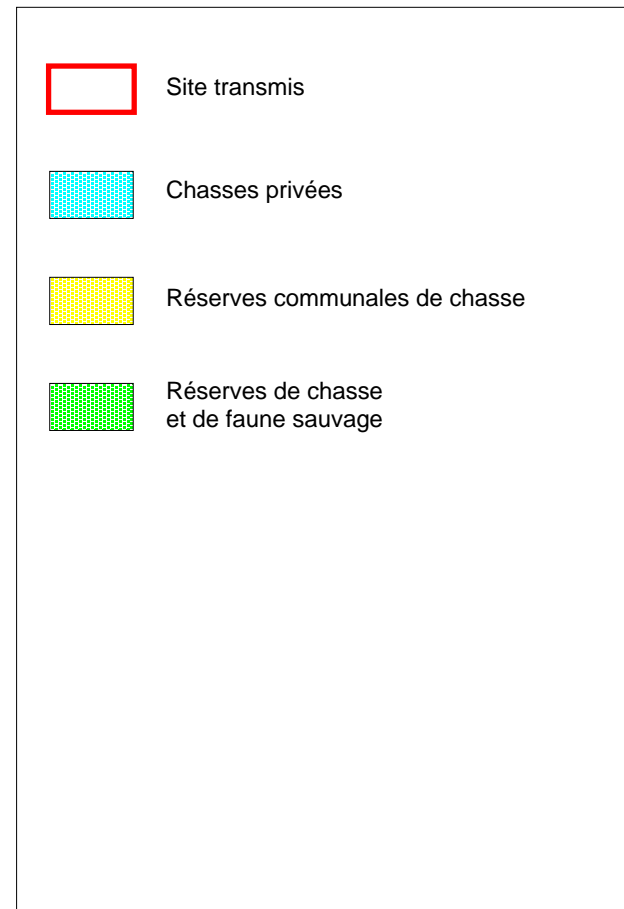 Site transmis
Chasses privées
Réserves communales de chasse
Réserves de chasse
et de faune sauvage